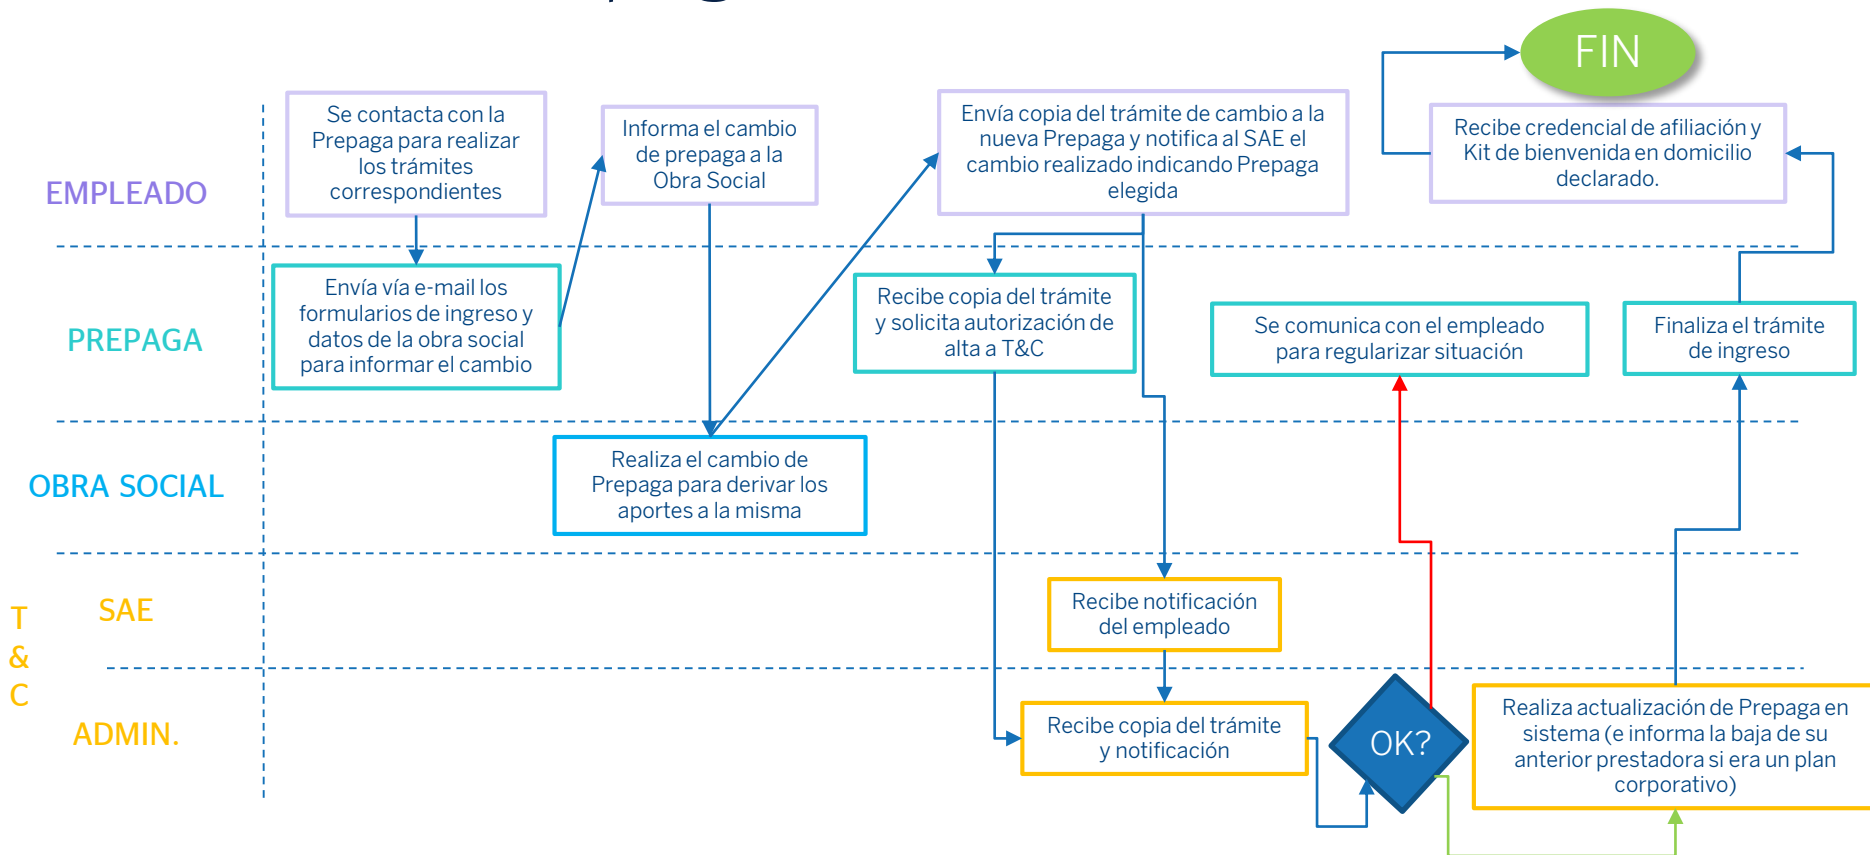 FIN
EMPLEADO
Se contacta con la
Prepaga para realizar
los trámites
correspondientes
Informa el cambio
de prepaga a la
Obra Social
Envía copia del trámite de cambio a la
nueva Prepaga y notifica al SAE el
cambio realizado indicando Prepaga
elegida
Recibe credencial de afiliación y
Kit de bienvenida en domicilio
declarado.
PREPAGA
Envía vía e-mail los
formularios de ingreso y
datos de la obra social
para informar el cambio
Recibe copia del trámite
y solicita autorización de
alta a T&C
Se comunica con el empleado
para regularizar situación
Finaliza el trámite
de ingreso
OBRA SOCIAL
Realiza el cambio de
Prepaga para derivar los
aportes a la misma
T
&
C
SAE
Recibe notificación
del empleado
ADMIN.
Recibe copia del trámite
y notificación
OK?
Realiza actualización de Prepaga en
sistema (e informa la baja de su
anterior prestadora si era un plan
corporativo)